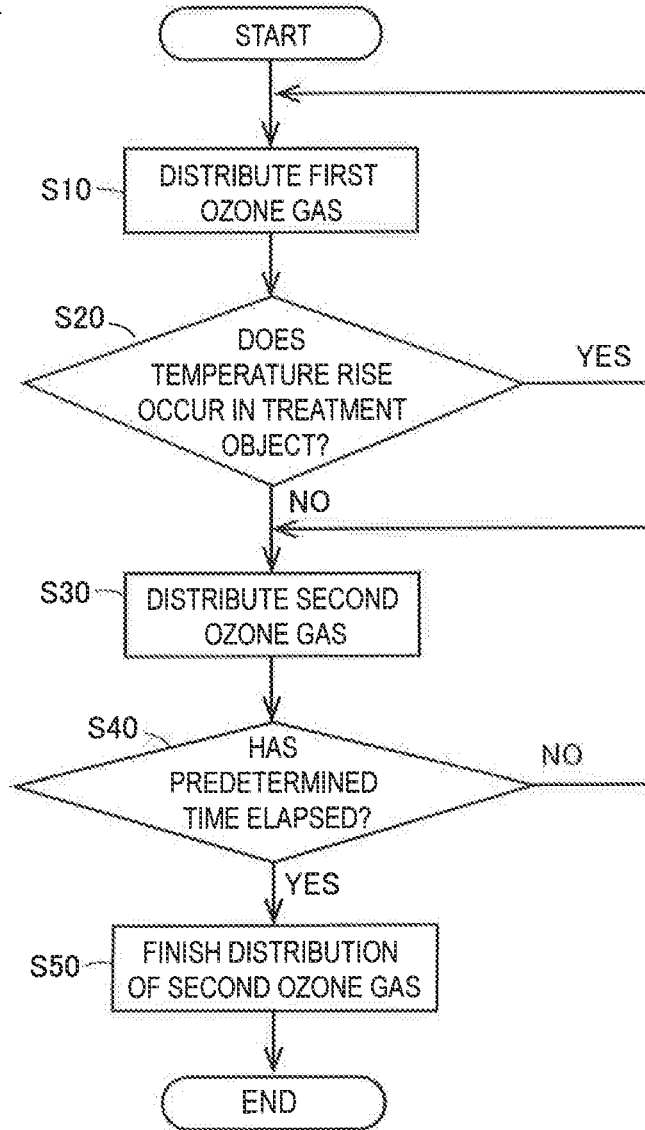 START
S10
DISTRIBUTE FIRST
OZONE GAS
S20
DOES
TEMPERATURE RISE
OCCUR IN TREATMENT
OBJECT?
YES
NO
S30
DISTRIBUTE SECOND
OZONE GAS
S40
HAS
PREDETERMINED
TIME ELAPSED?
NO
YES
S50
FINISH DISTRIBUTION
OF SECOND OZONE GAS
END